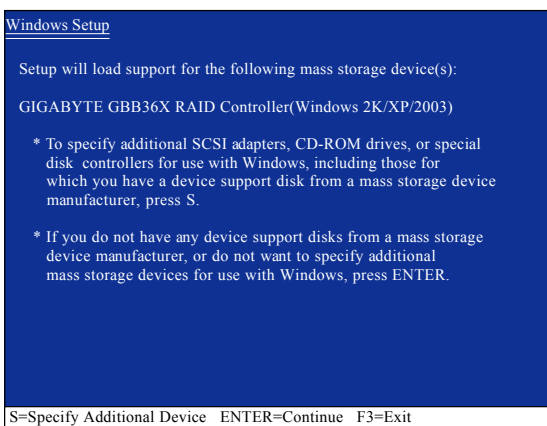 Windows Setup
Setup will load support for the following mass storage device(s):
GIGABYTE GBB36X RAID Controller(Windows 2K/XP/2003)
* To specify additional SCSI adapters, CD-ROM drives, or special
disk controllers for use with Windows, including those for
which you have a device support disk from a mass storage device
manufacturer, press S.
* If you do not have any device support disks from a mass storage
device manufacturer, or do not want to specify additional
mass storage devices for use with Windows, press ENTER.
S=Specify Additional Device ENTER=Continue F3=Exit